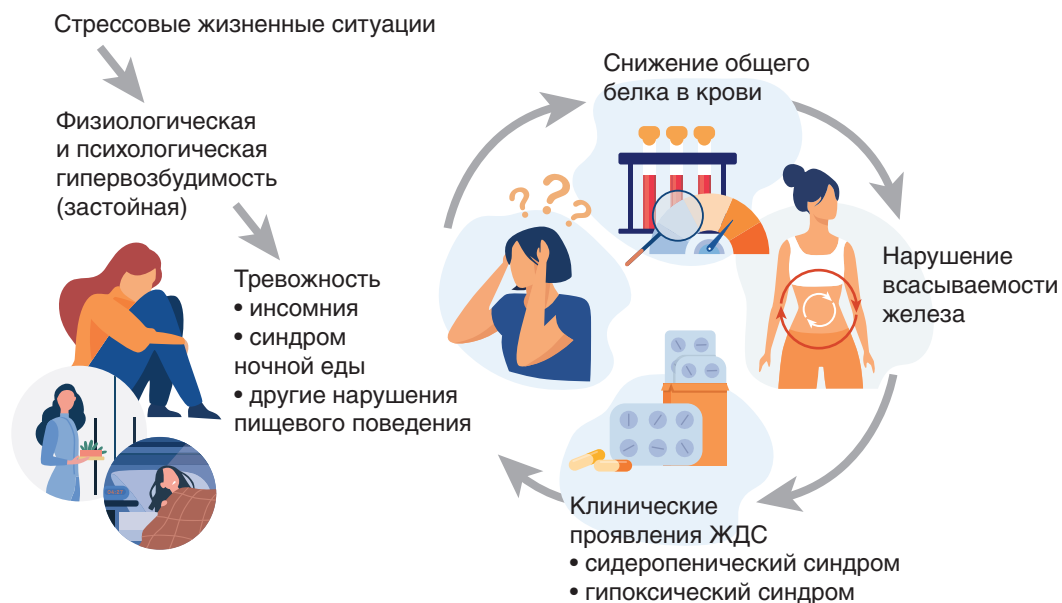 Стрессовые жизненные ситуации
Физиологическая
и психологическая
гипервозбудимость
(застойная)
Тревожность
• инсомния
• синдром
ночной еды
• другие нарушения
пищевого поведения
Снижение общего
белка в крови
Нарушение
всасываемости
железа
Клинические
проявления ЖДС
• сидеропенический синдром
• гипоксический синдром